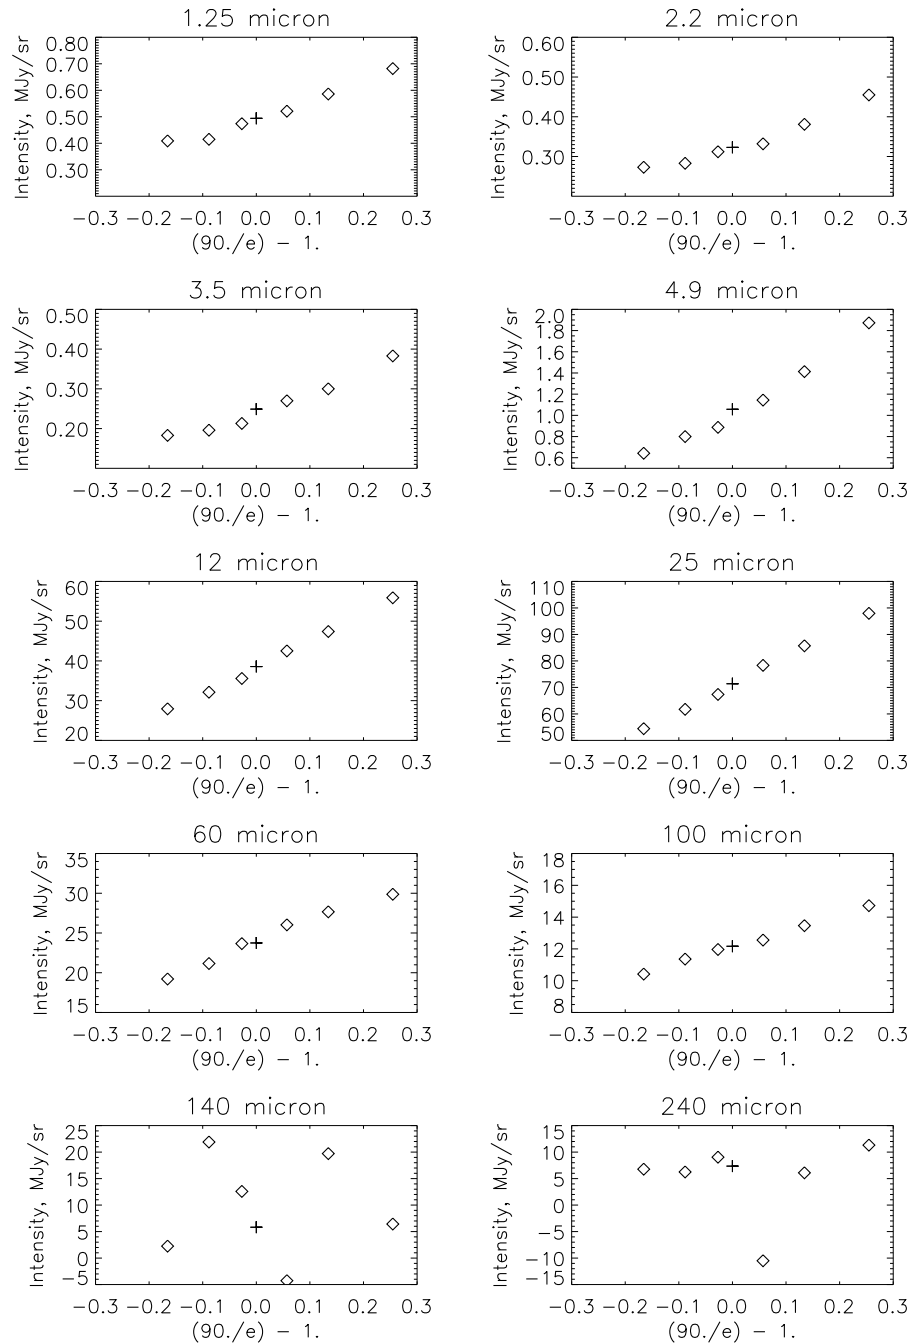 1.25 micron
Intensity, MJy/sr
0.80
0.70
0.60
0.50
0.40
0.30
−0.3 −0.2 −0.1 0.0 0.1 0.2 0.3
(90./e) − 1.
2.2 micron
Intensity, MJy/sr
0.60
0.50
0.40
0.30
−0.3 −0.2 −0.1 0.0 0.1 0.2 0.3
(90./e) − 1.
3.5 micron
Intensity, MJy/sr
0.50
0.40
0.30
0.20
−0.3 −0.2 −0.1 0.0 0.1 0.2 0.3
(90./e) − 1.
4.9 micron
Intensity, MJy/sr
2.0
1.8
1.6
1.4
1.2
1.0
0.8
0.6
−0.3 −0.2 −0.1 0.0 0.1 0.2 0.3
(90./e) − 1.
12 micron
Intensity, MJy/sr
60
50
40
30
20
−0.3 −0.2 −0.1 0.0 0.1 0.2 0.3
(90./e) − 1.
25 micron
Intensity, MJy/sr
110
100
90
80
70
60
50
−0.3 −0.2 −0.1 0.0 0.1 0.2 0.3
(90./e) − 1.
60 micron
Intensity, MJy/sr
35
30
25
20
15
−0.3 −0.2 −0.1 0.0 0.1 0.2 0.3
(90./e) − 1.
100 micron
Intensity, MJy/sr
18
16
14
12
10
8
−0.3 −0.2 −0.1 0.0 0.1 0.2 0.3
(90./e) − 1.
140 micron
Intensity, MJy/sr
25
20
15
10
5
0
−5
−0.3 −0.2 −0.1 0.0 0.1 0.2 0.3
(90./e) − 1.
240 micron
Intensity, MJy/sr
15
10
5
0
−5
−10
−15
−0.3 −0.2 −0.1 0.0 0.1 0.2 0.3
(90./e) − 1.